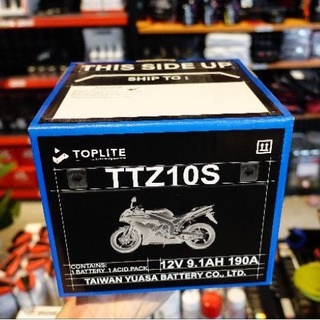 THIS SIDE UP
SHIP TO :
TOPLITE
TTZ10S
CONTAINS:
1 BATTERY 1 ACID PACK
12V 9.1AH 190A
TAIWAN YUASA BATTERY CO., LTD.